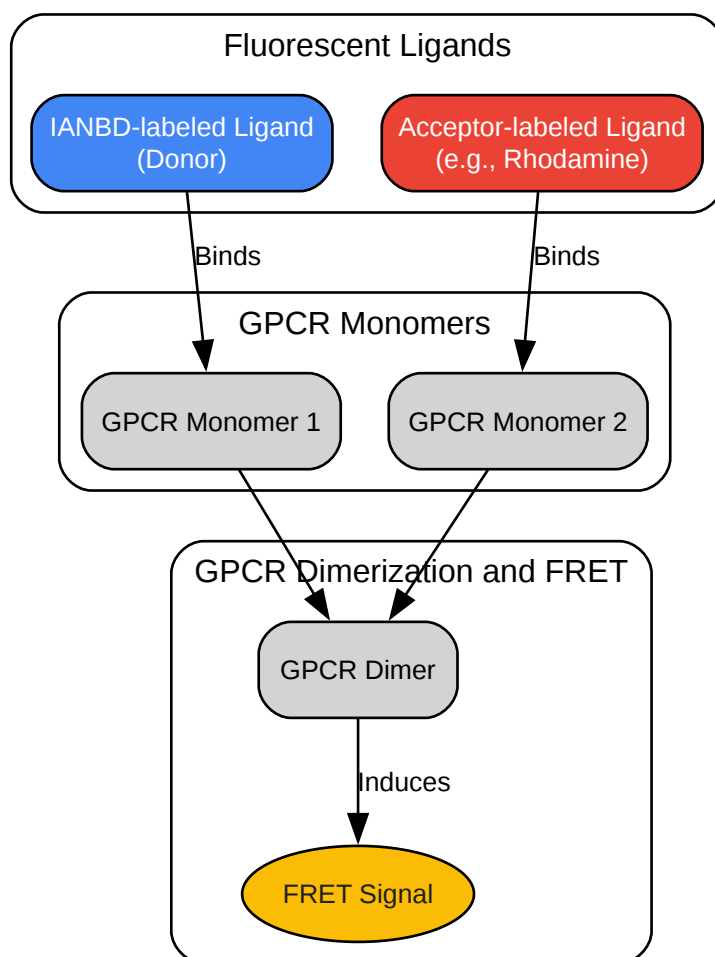 Fluorescent Ligands
IANBD-labeled Ligand
(Donor)
Acceptor-labeled Ligand
(e.g., Rhodamine)
Binds
Binds
GPCR Monomers
GPCR Monomer 1
GPCR Monomer 2
GPCR Dimerization and FRET
GPCR Dimer
Induces
FRET Signal